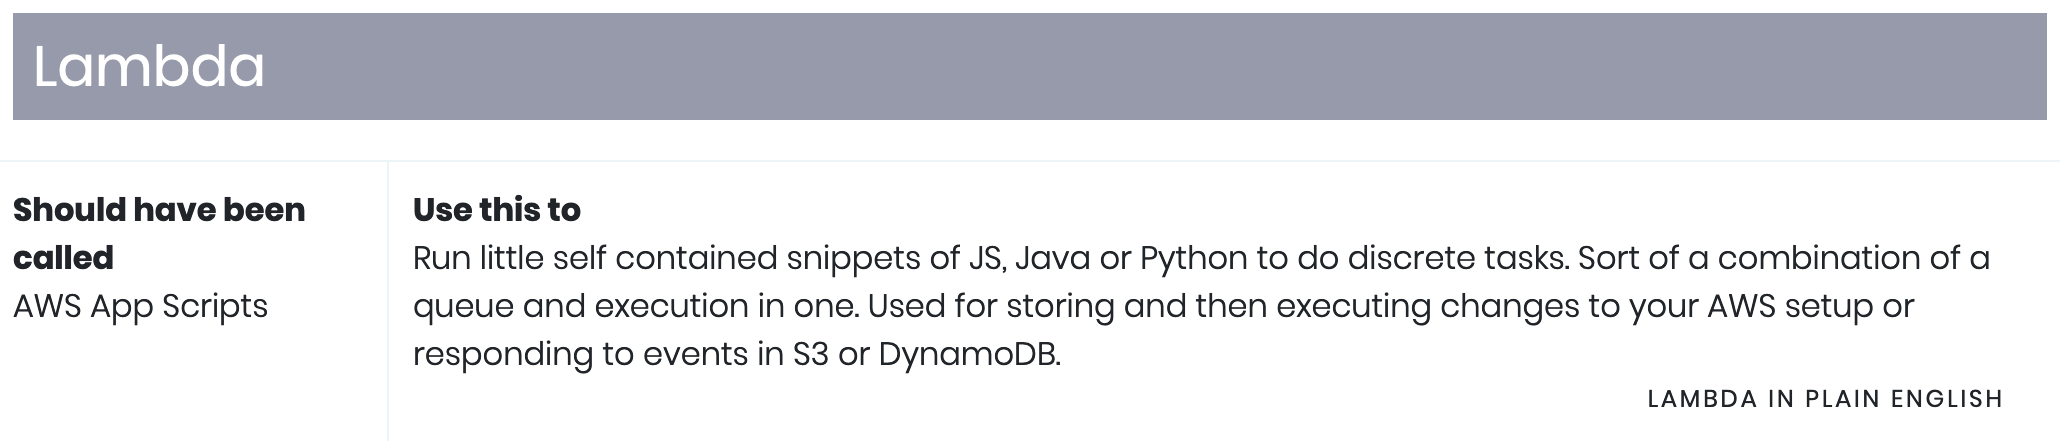 Lambda
Should have been
called
AWS App Scripts
Use this to
Run little self contained snippets of JS, Java or Python to do discrete tasks. Sort of a combination of a
queue and execution in one. Used for storing and then executing changes to your AWS setup or
responding to events in S3 or DynamoDB.
LAMBDA IN PLAIN ENGLISH